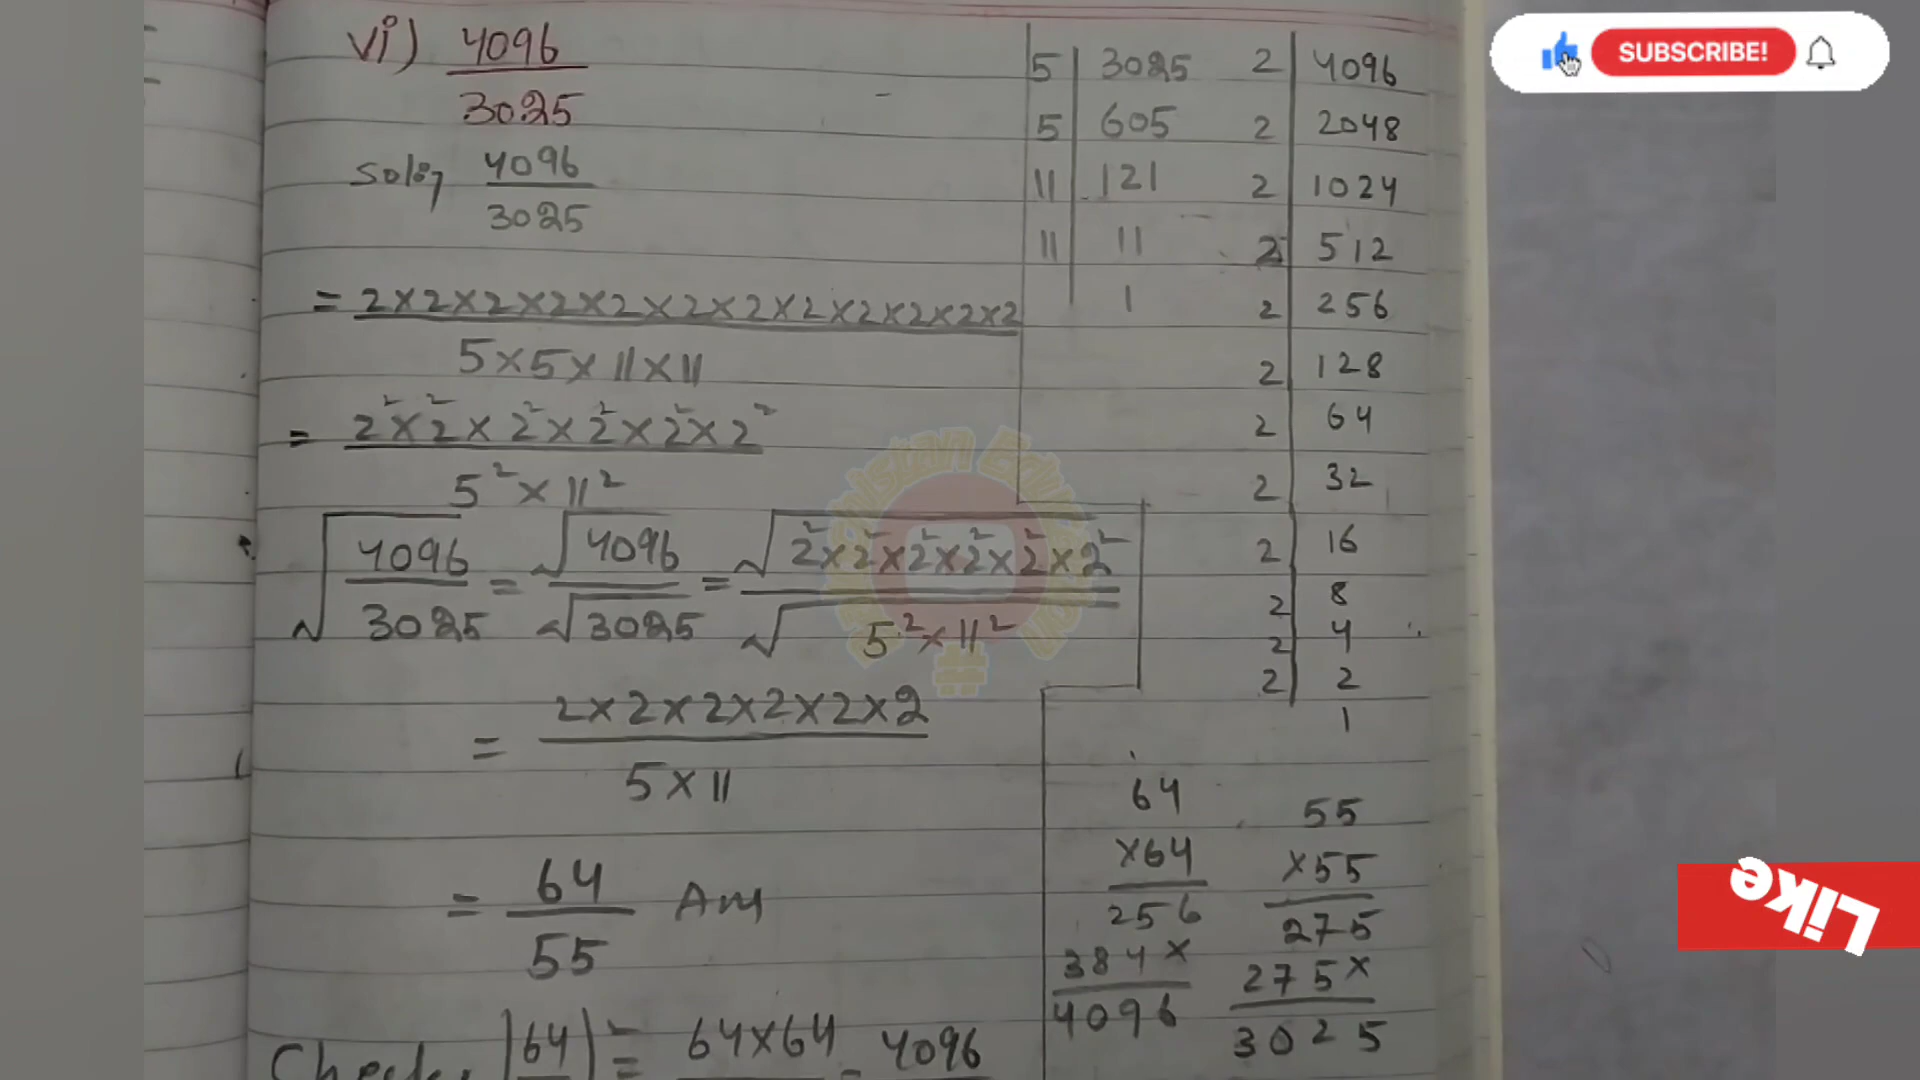 vi) 4096
3025
Sol:, 4096
3025
= 2×2×2×2×2×2×2×2×2×2×2×2
5×5×11×11
= 2²×2²×2²×2²×2²×2²
5²×11²
√4096/3025 = √4096/√3025 = √2²×2²×2²×2²×2²×2²/√5²×11²
= 2×2×2×2×2×2
5×11
= 64 Ans
55
Check: (64)² = 64×64 = 4096
5 | 3025
5 | 605
11 | 121
11 | 11
1
2 | 4096
2 | 2048
2 | 1024
2 | 512
2 | 256
2 | 128
2 | 64
2 | 32
2 | 16
2 | 8
2 | 4
2 | 2
1
64
×64
256
384×
4096
55
×55
275
275×
3025
SUBSCRIBE!
Like